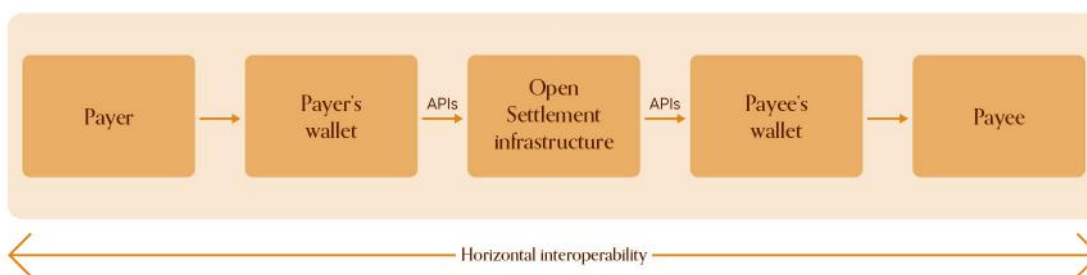 Payer
Payer's
wallet
APIs
Open
Settlement
infrastructure
APIs
Payee's
wallet
Payee
Horizontal interoperability